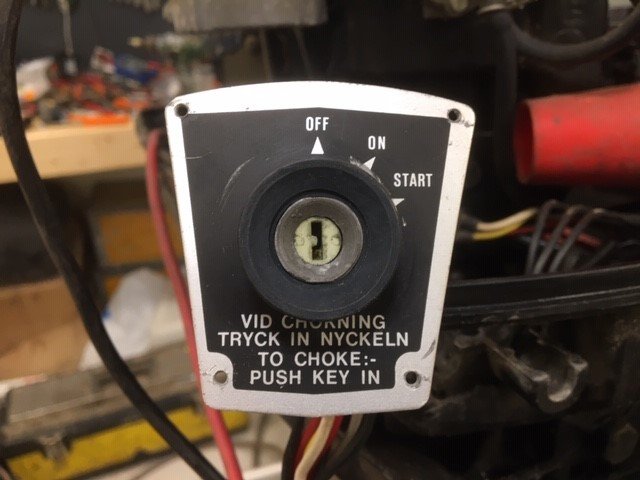 OFF
ON
START
VID CHOKNING
TRYCK IN NYCKELN
TO CHOKE:-
PUSH KEY IN